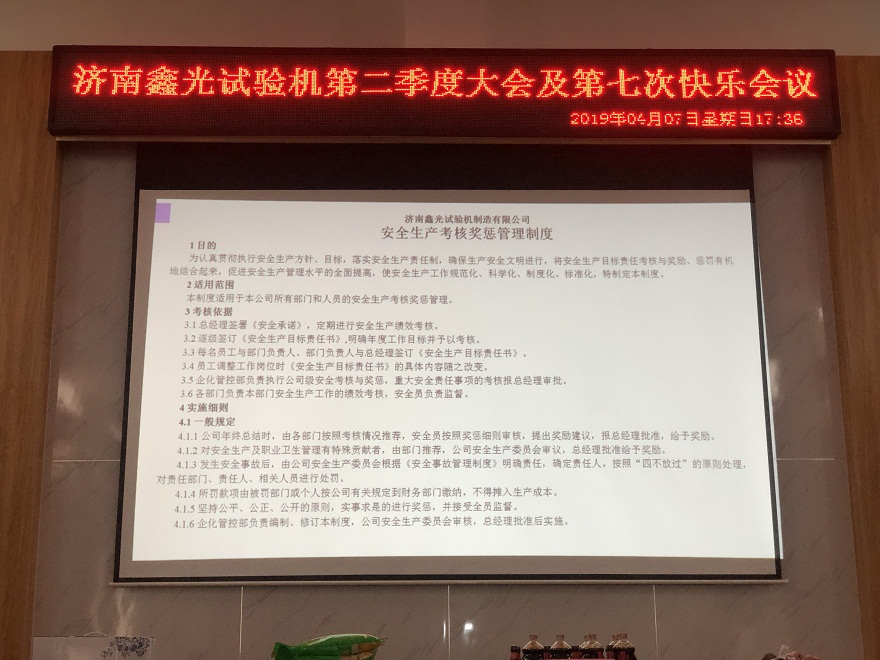 济南鑫光试验机第二季度大会及第七次快乐会议
2019年04月07日星期日17:36
济南鑫光试验机制造有限公司
安全生产考核奖惩管理制度
1 目的
为认真贯彻执行安全生产方针、目标，落实安全生产责任制，确保生产安全文明进行，将安全生产目标责任考核与奖励、惩罚有机
地结合起来，促进安全生产管理水平的全面提高，使安全生产工作规范化、科学化、制度化、标准化，特制定本制度。
2 适用范围
本制度适用于本公司所有部门和人员的安全生产考核奖惩管理。
3 考核依据
3.1 总经理签署《安全承诺》，定期进行安全生产绩效考核。
3.2 逐级签订《安全生产目标责任书》,明确年度工作目标并予以考核。
3.3 每名员工与部门负责人、部门负责人与总经理签订《安全生产目标责任书》。
3.4 员工调整工作岗位时《安全生产目标责任书》的具体内容随之改变。
3.5 企化管控部负责执行公司级安全考核与奖惩，重大安全责任事项的考核报总经理审批。
3.6 各部门负责本部门安全生产工作的绩效考核，安全员负责监督。
4 实施细则
4.1 一般规定
4.1.1 公司年终总结时，由各部门按照考核情况推荐，安全员按照奖惩细则审核，提出奖励建议，报总经理批准，给予奖励。
4.1.2 对安全生产及职业卫生管理有特殊贡献者，由部门推荐，公司安全生产委员会审议，总经理批准给予奖励。
4.1.3 发生安全事故后，由公司安全生产委员会根据《安全事故管理制度》明确责任，确定责任人，按照“四不放过”的原则处理，
对责任部门、责任人、相关人员进行处罚。
4.1.4 所罚款项由被罚部门或个人按公司有关规定到财务部门缴纳，不得摊入生产成本。
4.1.5 坚持公平、公正、公开的原则，实事求是的进行奖惩，并接受全员监督。
4.1.6 企化管控部负责编制、修订本制度，公司安全生产委员会审核，总经理批准后实施。